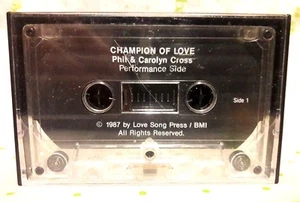 CHAMPION OF LOVE
Phil & Carolyn Cross
Performance Side
Side 1
© 1987 by Love Song Press / BMI
All Rights Reserved.